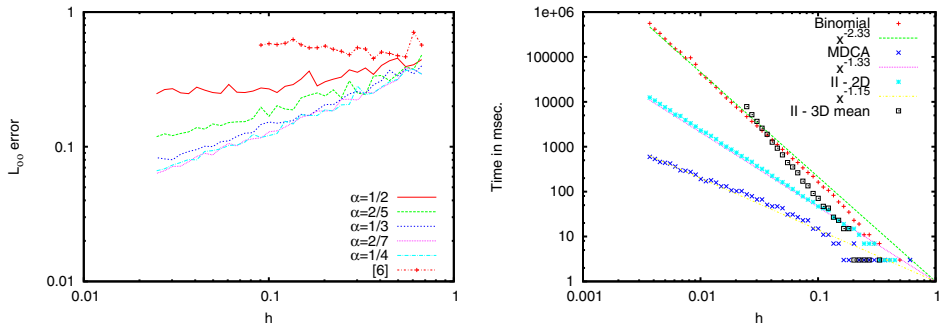 1
0.1
0.01
0.01
0.1
1
L∞ error
h
α=1/2
α=2/5
α=1/3
α=2/7
α=1/4
[6]
1e+06
100000
10000
1000
100
10
1
0.001
0.01
0.1
1
Time in msec.
h
Binomial
x^-2.33
MDCA
x^-1.33
II - 2D
x^-1.15
II - 3D mean